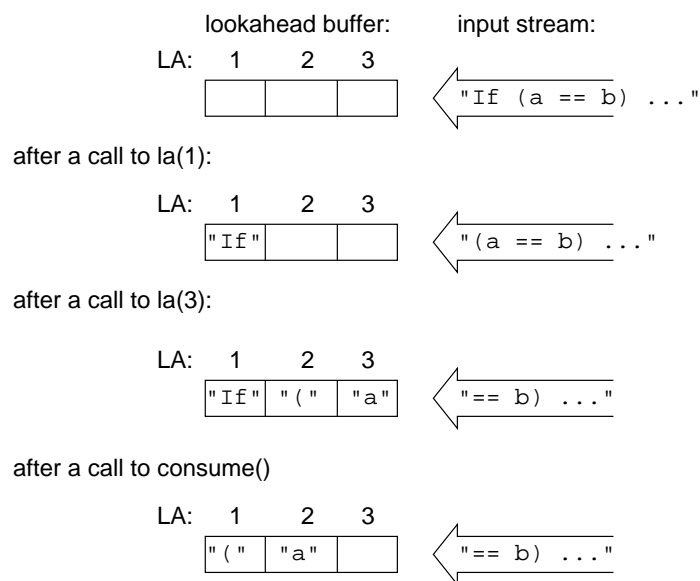 lookahead buffer: input stream:
LA: 1 2 3
"If (a == b) ..."
after a call to la(1):
LA: 1 2 3
"If" "(a == b) ..."
after a call to la(3):
LA: 1 2 3
"If" "(" "a" "== b) ..."
after a call to consume()
LA: 1 2 3
"(" "a" "== b) ..."